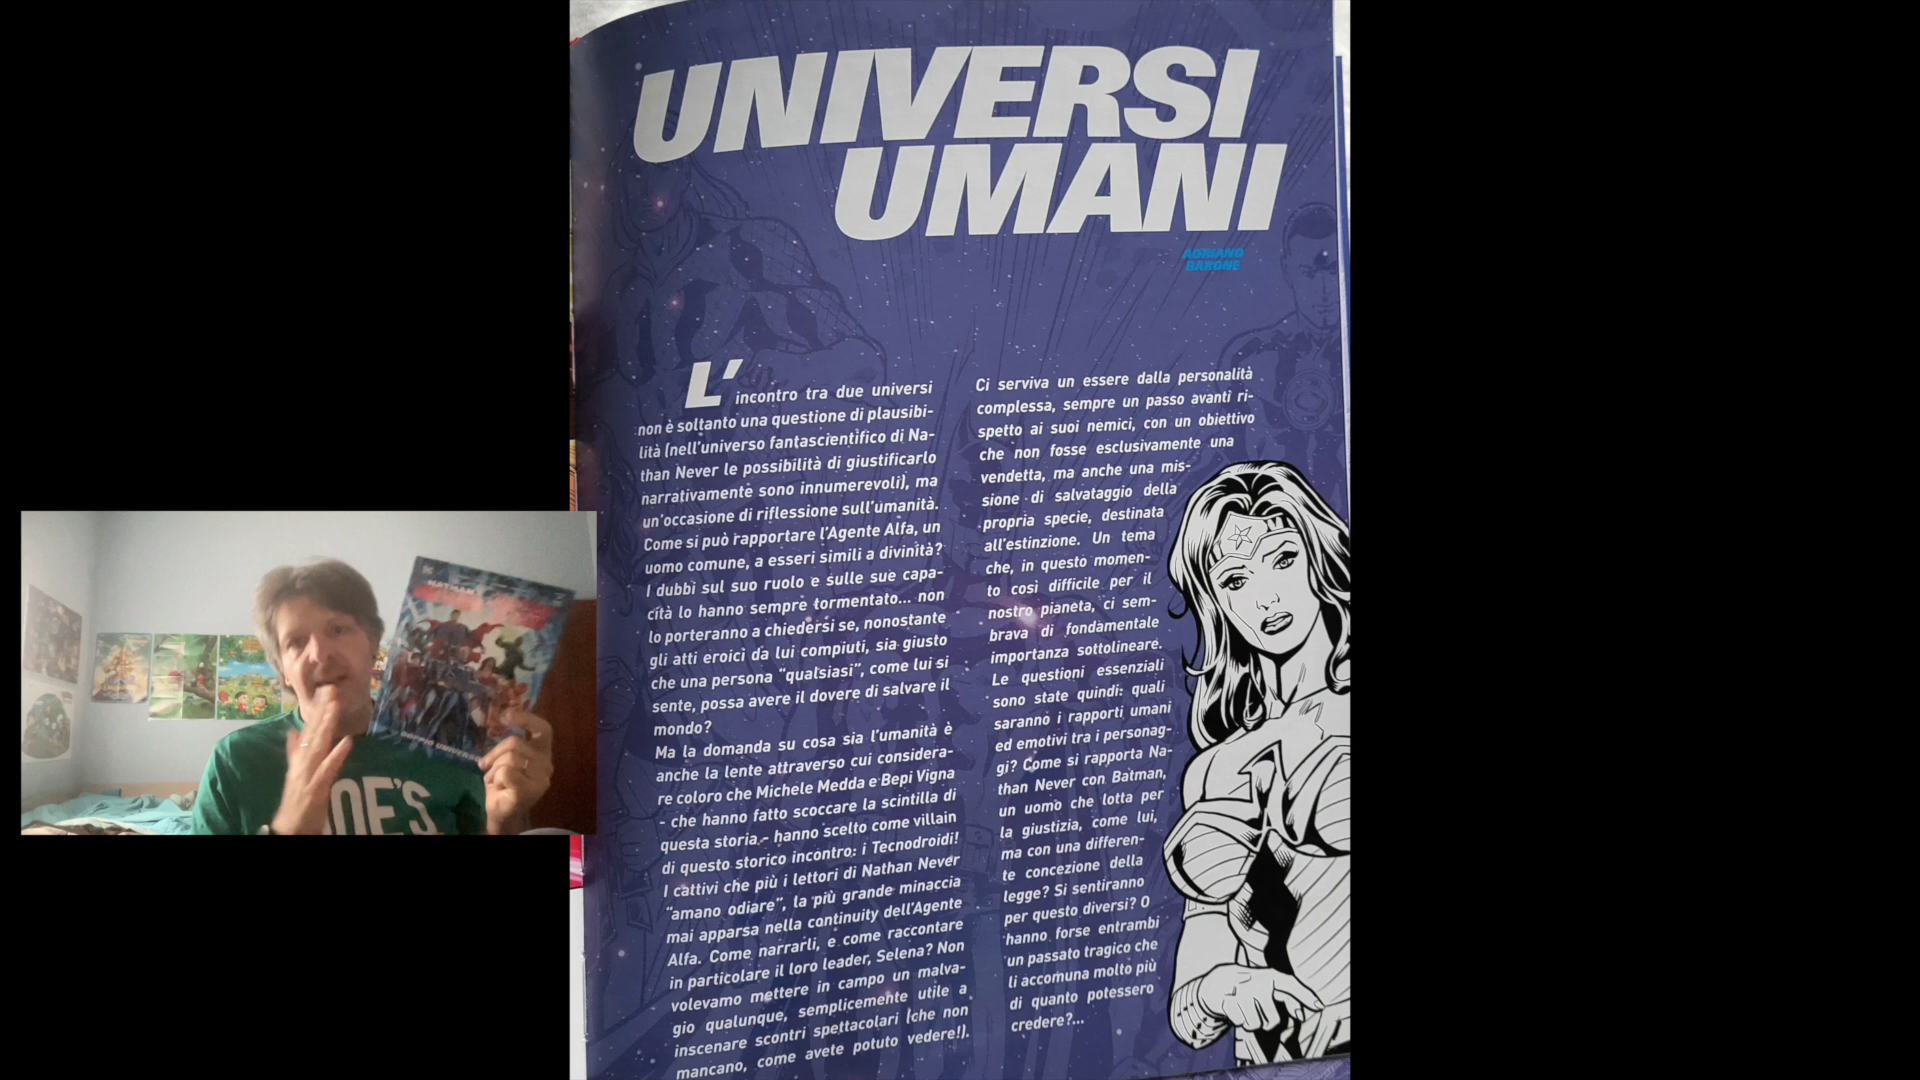 UNIVERSI
UMANI
ADRIANO
BARONE
L'incontro tra due universi
non è soltanto una questione di plausibi-
lità (nell'universo fantascientifico di Na-
than Never le possibilità di giustificarlo
narrativamente sono innumerevoli), ma
un'occasione di riflessione sull'umanità.
Come si può rapportare l'Agente Alfa, un
uomo comune, a esseri simili a divinità?
I dubbi sul suo ruolo e sulle sue capa-
cità lo hanno sempre tormentato... non
lo porteranno a chiedersi se, nonostante
gli atti eroici da lui compiuti, sia giusto
che una persona “qualsiasi”, come lui si
sente, possa avere il dovere di salvare il
mondo?
Ma la domanda su cosa sia l'umanità è
anche la lente attraverso cui considera-
re coloro che Michele Medda e Bepi Vigna
- che hanno fatto scoccare la scintilla di
questa storia - hanno scelto come villain
di questo storico incontro: i Tecnodroidi!
I cattivi che più i lettori di Nathan Never
“amano odiare”, la più grande minaccia
mai apparsa nella continuity dell'Agente
Alfa. Come narrarli, e come raccontare
in particolare il loro leader, Selena? Non
volevamo mettere in campo un malva-
gio qualunque, semplicemente utile a
inscenare scontri spettacolari (che non
mancano, come avete potuto vedere!).
Ci serviva un essere dalla personalità
complessa, sempre un passo avanti ri-
spetto ai suoi nemici, con un obiettivo
che non fosse esclusivamente una
vendetta, ma anche una mis-
sione di salvataggio della
propria specie, destinata
all'estinzione. Un tema
che, in questo momen-
to così difficile per il
nostro pianeta, ci sem-
brava di fondamentale
importanza sottolineare.
Le questioni essenziali
sono state quindi: quali
saranno i rapporti umani
ed emotivi tra i personag-
gi? Come si rapporta Na-
than Never con Batman,
un uomo che lotta per
la giustizia, come lui,
ma con una differen-
te concezione della
legge? Si sentiranno
per questo diversi? O
hanno forse entrambi
un passato tragico che
li accomuna molto più
di quanto potessero
credere?...
DOPPIO UNIVERSO
OE'S